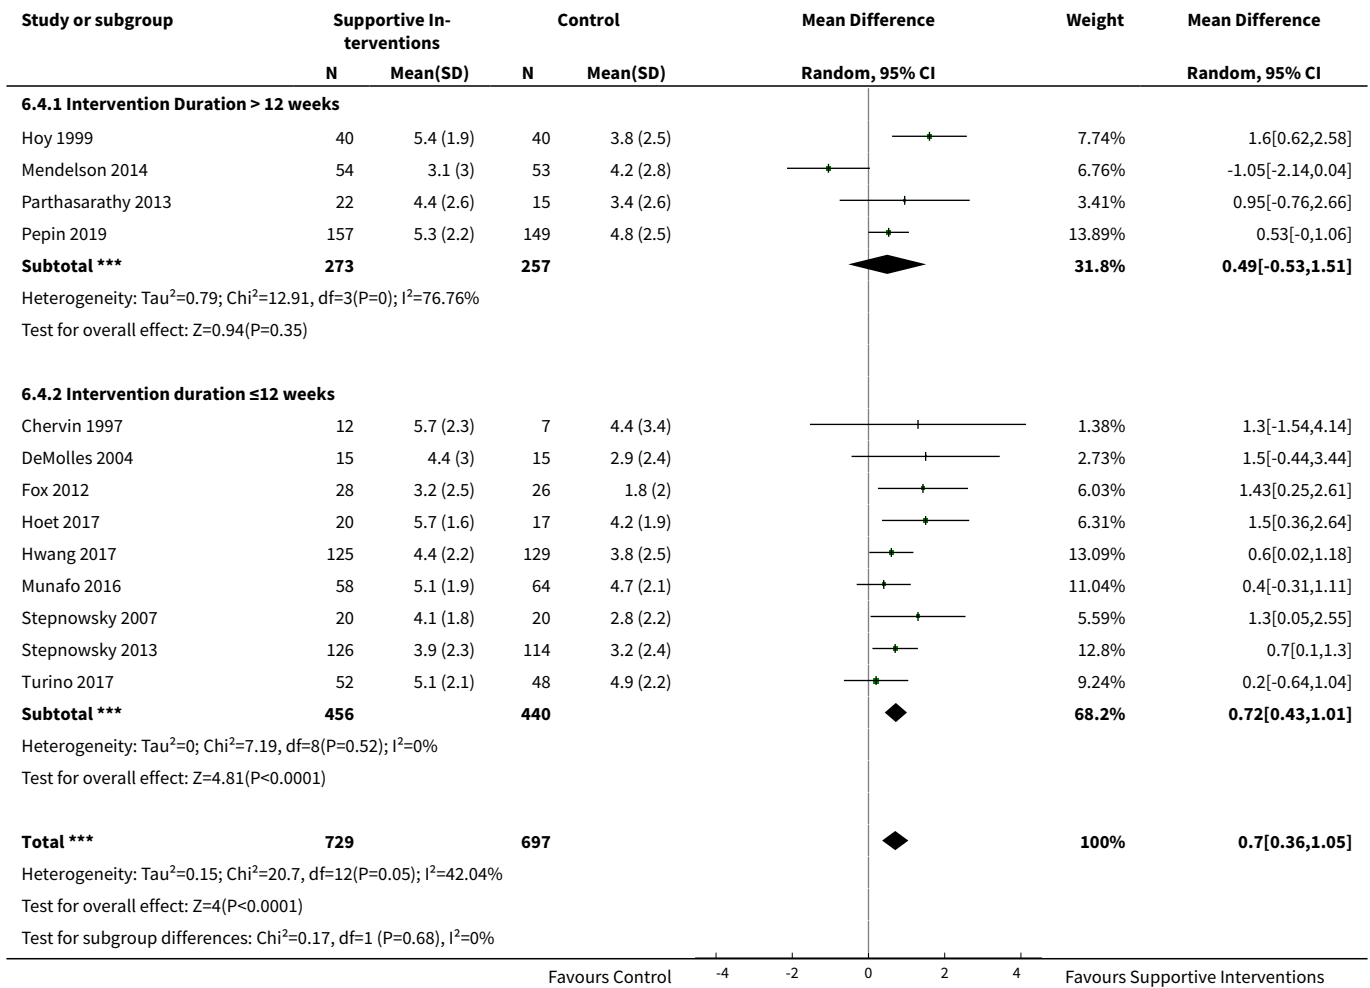 Study or subgroup Supportive In- Control Mean Difference Weight Mean Difference
terventions
N Mean(SD) N Mean(SD) Random, 95% CI Random, 95% CI
6.4.1 Intervention Duration > 12 weeks
Hoy 1999 40 5.4 (1.9) 40 3.8 (2.5) 7.74% 1.6[0.62,2.58]
Mendelson 2014 54 3.1 (3) 53 4.2 (2.8) 6.76% -1.05[-2.14,0.04]
Parthasarathy 2013 22 4.4 (2.6) 15 3.4 (2.6) 3.41% 0.95[-0.76,2.66]
Pepin 2019 157 5.3 (2.2) 149 4.8 (2.5) 13.89% 0.53[-0,1.06]
Subtotal *** 273 257 31.8% 0.49[-0.53,1.51]
Heterogeneity: Tau²=0.79; Chi²=12.91, df=3(P=0); I²=76.76%
Test for overall effect: Z=0.94(P=0.35)
6.4.2 Intervention duration ≤12 weeks
Chervin 1997 12 5.7 (2.3) 7 4.4 (3.4) 1.38% 1.3[-1.54,4.14]
DeMolles 2004 15 4.4 (3) 15 2.9 (2.4) 2.73% 1.5[-0.44,3.44]
Fox 2012 28 3.2 (2.5) 26 1.8 (2) 6.03% 1.43[0.25,2.61]
Hoet 2017 20 5.7 (1.6) 17 4.2 (1.9) 6.31% 1.5[0.36,2.64]
Hwang 2017 125 4.4 (2.2) 129 3.8 (2.5) 13.09% 0.6[0.02,1.18]
Munafo 2016 58 5.1 (1.9) 64 4.7 (2.1) 11.04% 0.4[-0.31,1.11]
Stepnowsky 2007 20 4.1 (1.8) 20 2.8 (2.2) 5.59% 1.3[0.05,2.55]
Stepnowsky 2013 126 3.9 (2.3) 114 3.2 (2.4) 12.8% 0.7[0.1,1.3]
Turino 2017 52 5.1 (2.1) 48 4.9 (2.2) 9.24% 0.2[-0.64,1.04]
Subtotal *** 456 440 68.2% 0.72[0.43,1.01]
Heterogeneity: Tau²=0; Chi²=7.19, df=8(P=0.52); I²=0%
Test for overall effect: Z=4.81(P<0.0001)
Total *** 729 697 100% 0.7[0.36,1.05]
Heterogeneity: Tau²=0.15; Chi²=20.7, df=12(P=0.05); I²=42.04%
Test for overall effect: Z=4(P<0.0001)
Test for subgroup differences: Chi²=0.17, df=1 (P=0.68), I²=0%
Favours Control -4 -2 0 2 4 Favours Supportive Interventions